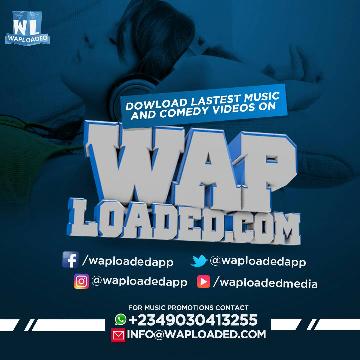 WL
WAPLOADED
DOWLOAD LASTEST MUSIC
AND COMEDY VIDEOS ON
WAP
LOADED.COM
/waploadedapp
@waploadedapp
@waploadedapp
/waploadedmedia
FOR MUSIC PROMOTIONS CONTACT
+2349030413255
INFO@WAPLOADED.COM